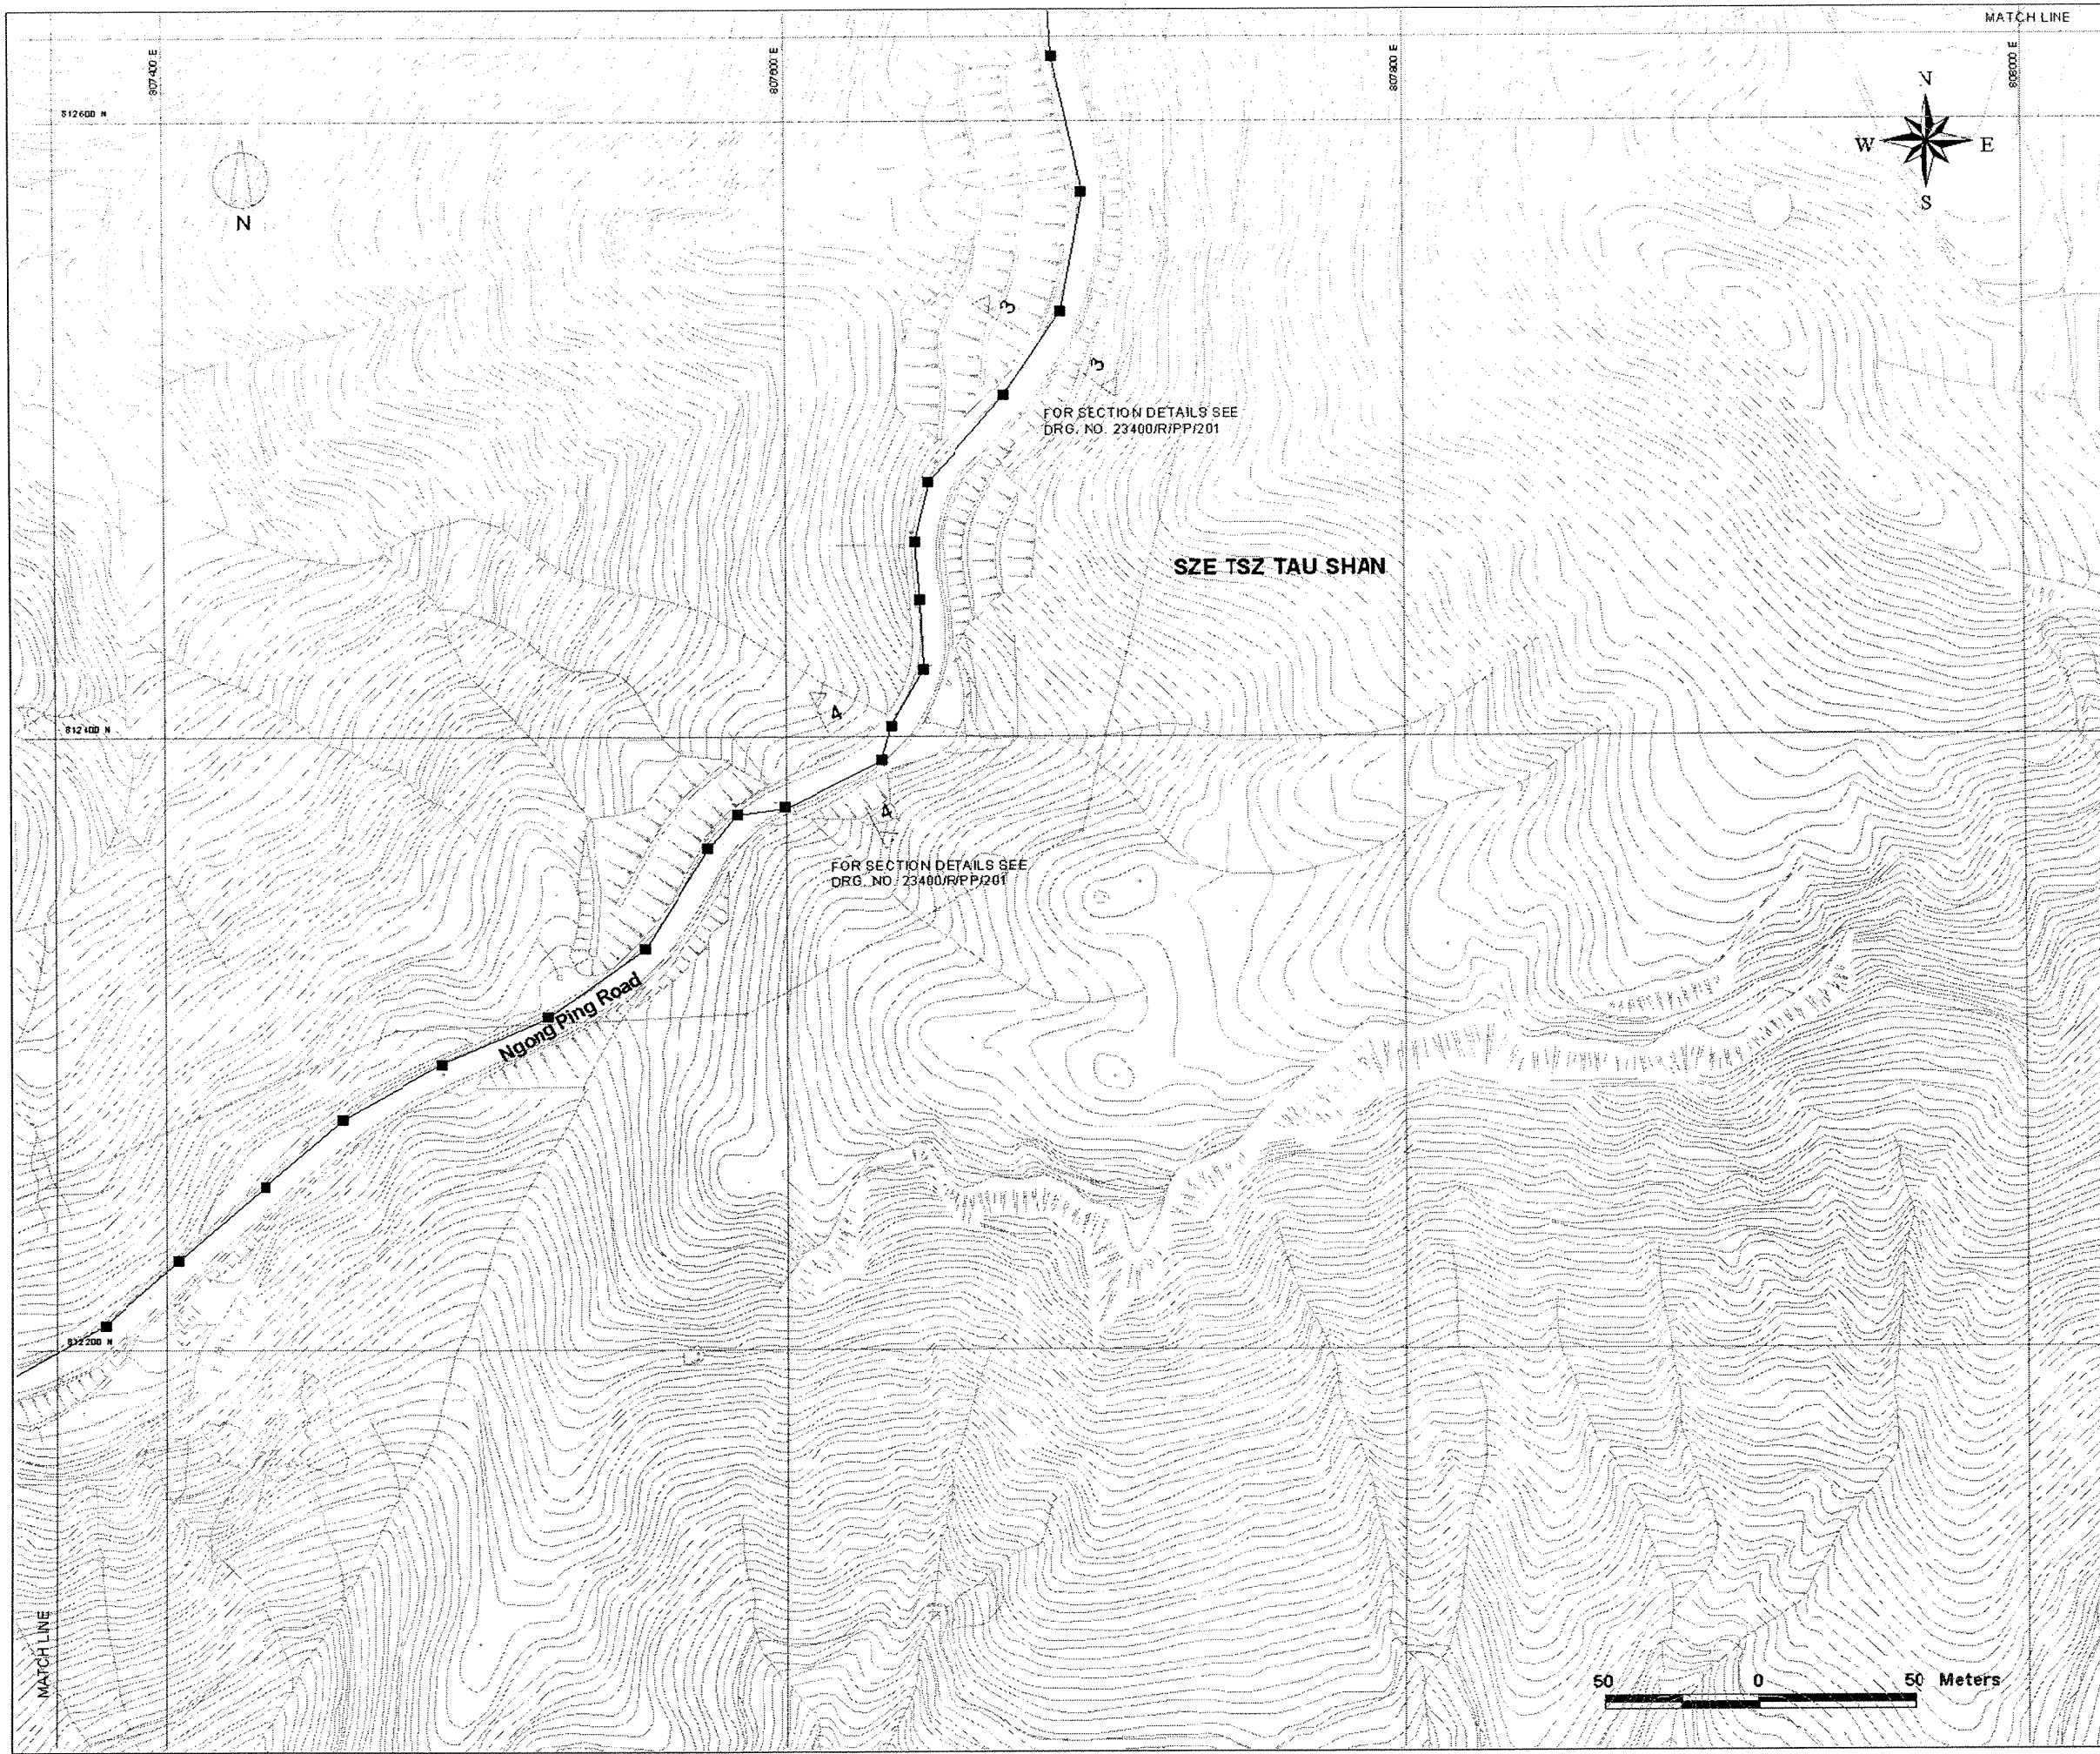 MATCH LINE
807400 E
807600 E
807800 E
808000 E
812600 N
N
N
W E
S
3
3
FOR SECTION DETAILS SEE
DRG. NO. 23400/R/PP/201
SZE TSZ TAU SHAN
4
812400 N
4
FOR SECTION DETAILS SEE
DRG. NO. 23400/R/PP/201
Ngong Ping Road
812200 N
MATCH LINE
50 0 50 Meters